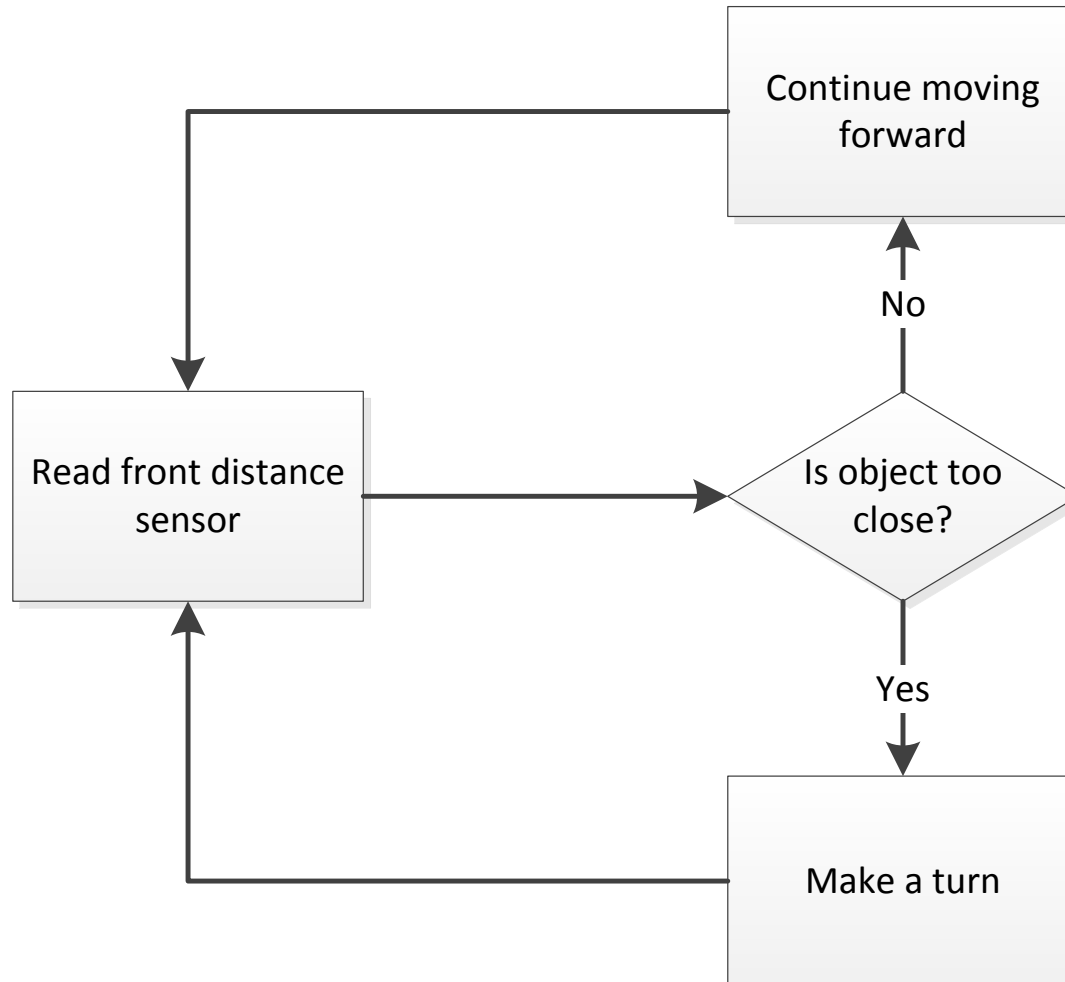 Continue moving
forward
No
Read front distance
sensor
Is object too
close?
Yes
Make a turn